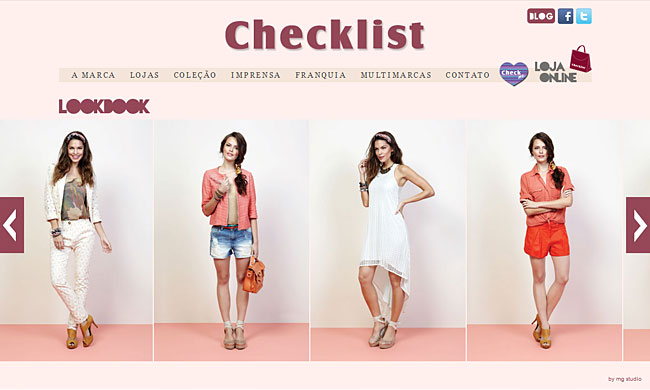 BLOG
Checklist
A MARCA LOJAS COLEÇÃO IMPRENSA FRANQUIA MULTIMARCAS CONTATO
Check
LOJA
ONLINE
LOOKBOOK
by mg studio